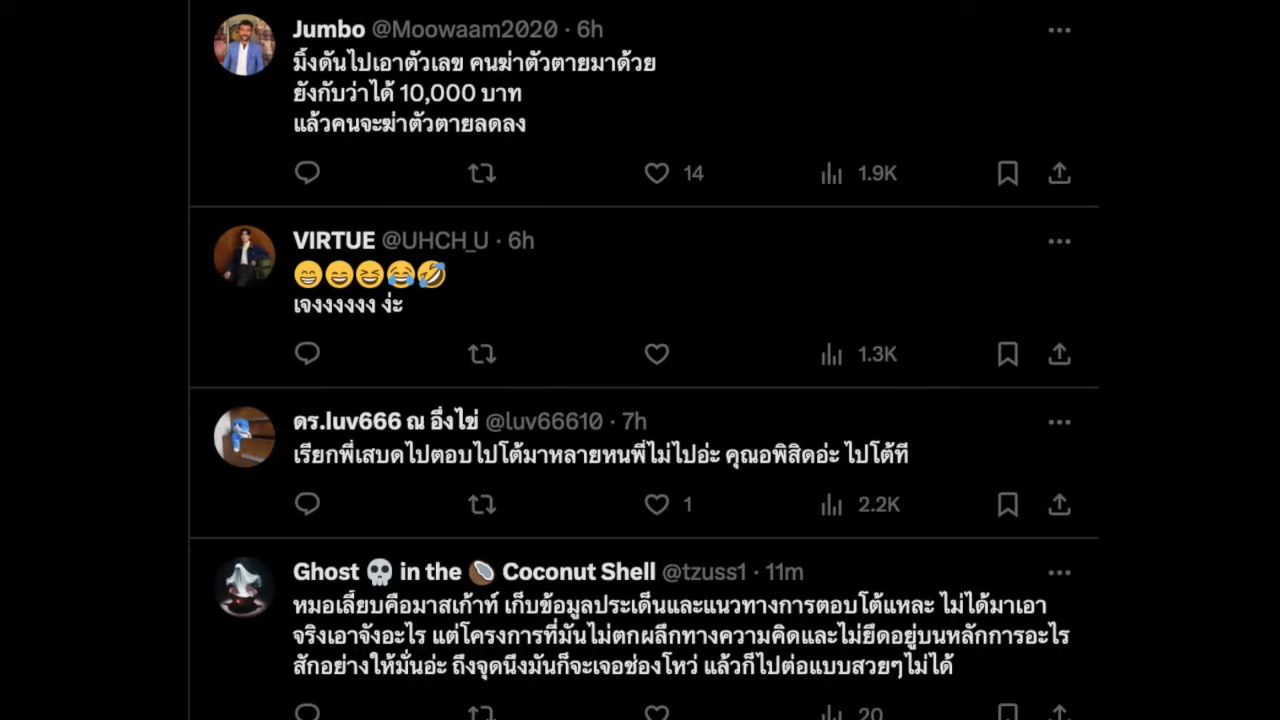 Jumbo @Moowaam2020 · 6h
มิ้งดันไปเอาตัวเลข คนฆ่าตัวตายมาด้วย
ยังกับว่าได้ 10,000 บาท
แล้วคนจะฆ่าตัวตายลดลง
14 1.9K
VIRTUE @UHCH_U · 6h
😁😄😆😂🤣
เจงงงงงง ง่ะ
1.3K
ดร.luv666 ณ อึ่งไข่ @luv66610 · 7h
เรียกพี่เสบดไปตอบไปโต้มาหลายหนพี่ไม่ไปอ่ะ คุณอพิสิดอ่ะ ไปโต้ที
1 2.2K
Ghost 💀 in the 🥥 Coconut Shell @tzuss1 · 11m
หมอเลี้ยบคือมาสเก้าท์ เก็บข้อมูลประเด็นและแนวทางการตอบโต้แหละ ไม่ได้มาเอา
จริงเอาจังอะไร แต่โครงการที่มันไม่ตกผลึกทางความคิดและไม่ยึดอยู่บนหลักการอะไร
สักอย่างให้มั่นอ่ะ ถึงจุดนึงมันก็จะเจอช่องโหว่ แล้วก็ไปต่อแบบสวยๆไม่ได้
20